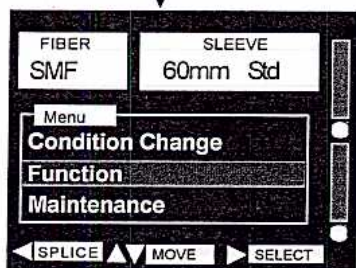 FIBER
SMF
SLEEVE
60mm Std
Menu
Condition Change
Function
Maintenance
SPLICE MOVE SELECT